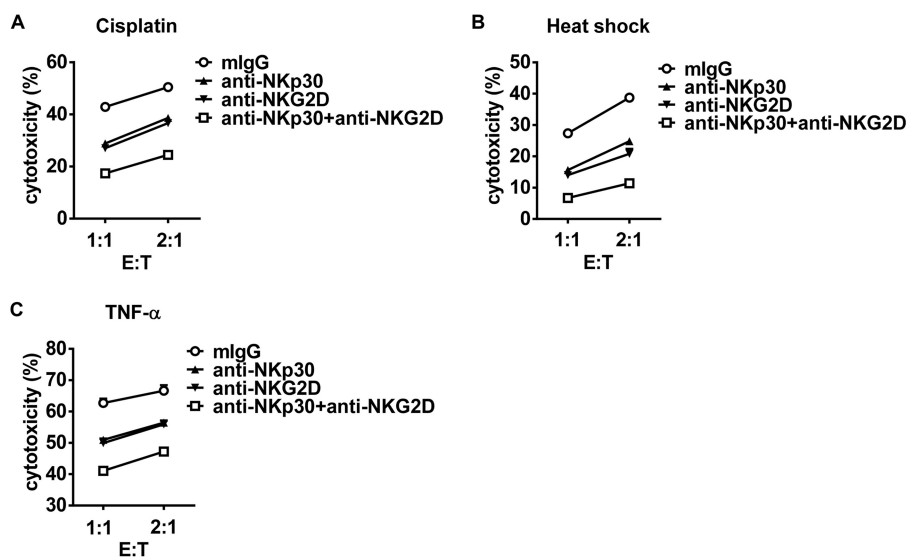 A Cisplatin
cytotoxicity (%)
60
40
20
0
1:1 2:1
E:T
mIgG
anti-NKp30
anti-NKG2D
anti-NKp30+anti-NKG2D
B Heat shock
cytotoxicity (%)
50
40
30
20
10
0
1:1 2:1
E:T
mIgG
anti-NKp30
anti-NKG2D
anti-NKp30+anti-NKG2D
C TNF-α
cytotoxicity (%)
80
70
60
50
40
30
1:1 2:1
E:T
mIgG
anti-NKp30
anti-NKG2D
anti-NKp30+anti-NKG2D